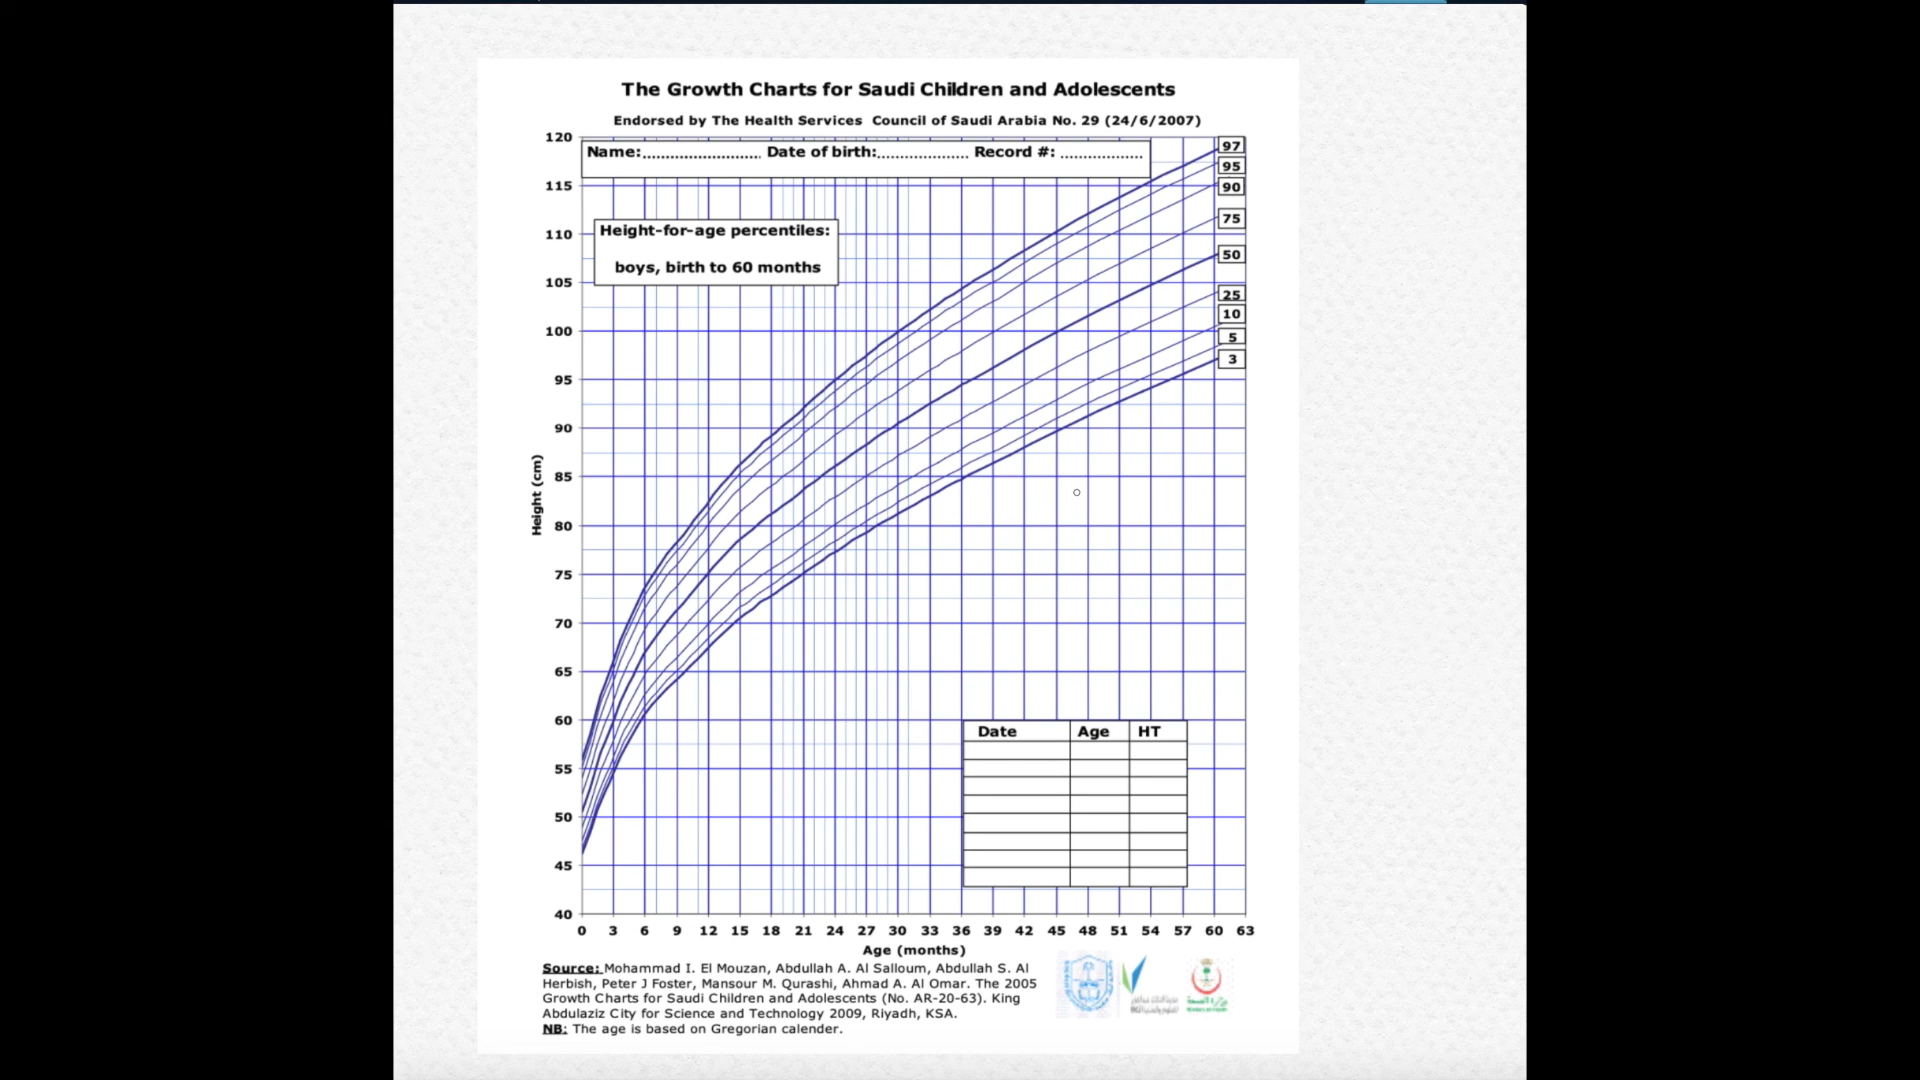 The Growth Charts for Saudi Children and Adolescents
Endorsed by The Health Services Council of Saudi Arabia No. 29 (24/6/2007)
Name:........................ Date of birth:................... Record #: .................
Height-for-age percentiles:
boys, birth to 60 months
120
115
110
105
100
95
90
85
80
75
70
65
60
55
50
45
40
Height (cm)
97
95
90
75
50
25
10
5
3
Date Age HT
0 3 6 9 12 15 18 21 24 27 30 33 36 39 42 45 48 51 54 57 60 63
Age (months)
Source: Mohammad I. El Mouzan, Abdullah A. Al Salloum, Abdullah S. Al
Herbish, Peter J Foster, Mansour M. Qurashi, Ahmad A. Al Omar. The 2005
Growth Charts for Saudi Children and Adolescents (No. AR-20-63). King
Abdulaziz City for Science and Technology 2009, Riyadh, KSA.
NB: The age is based on Gregorian calender.